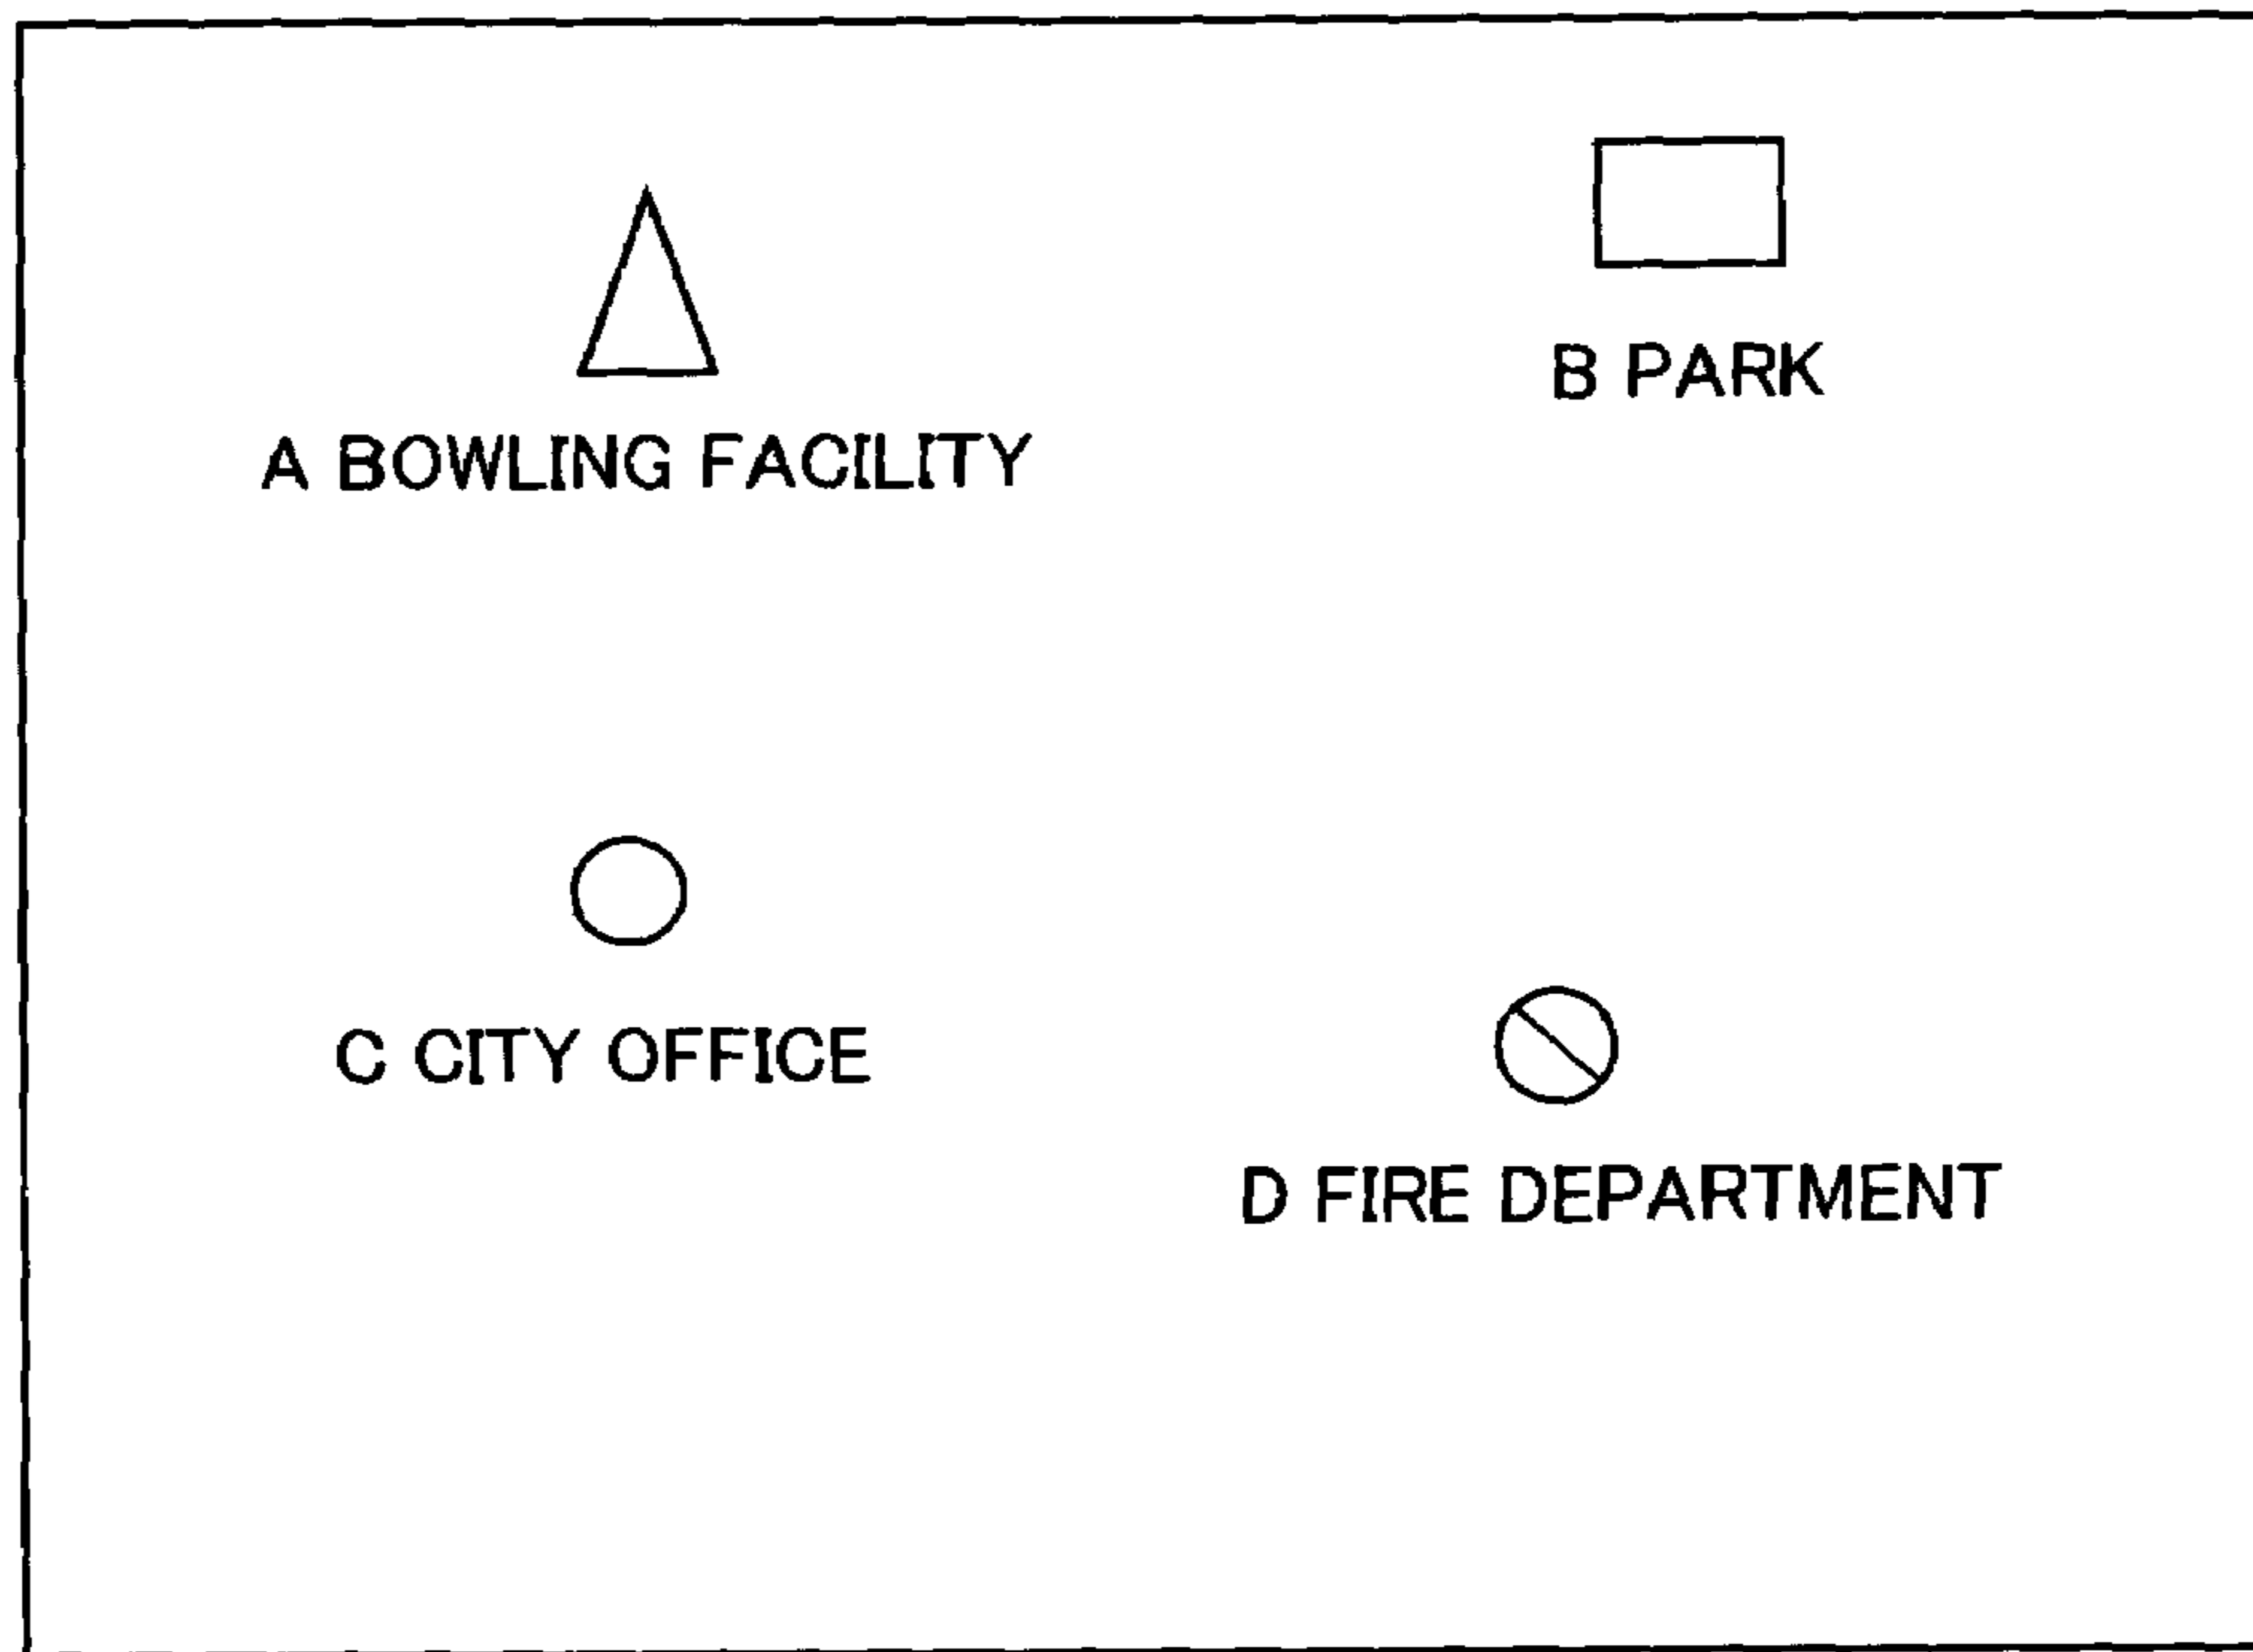 A BOWLING FACILITY
B PARK
C CITY OFFICE
D FIRE DEPARTMENT